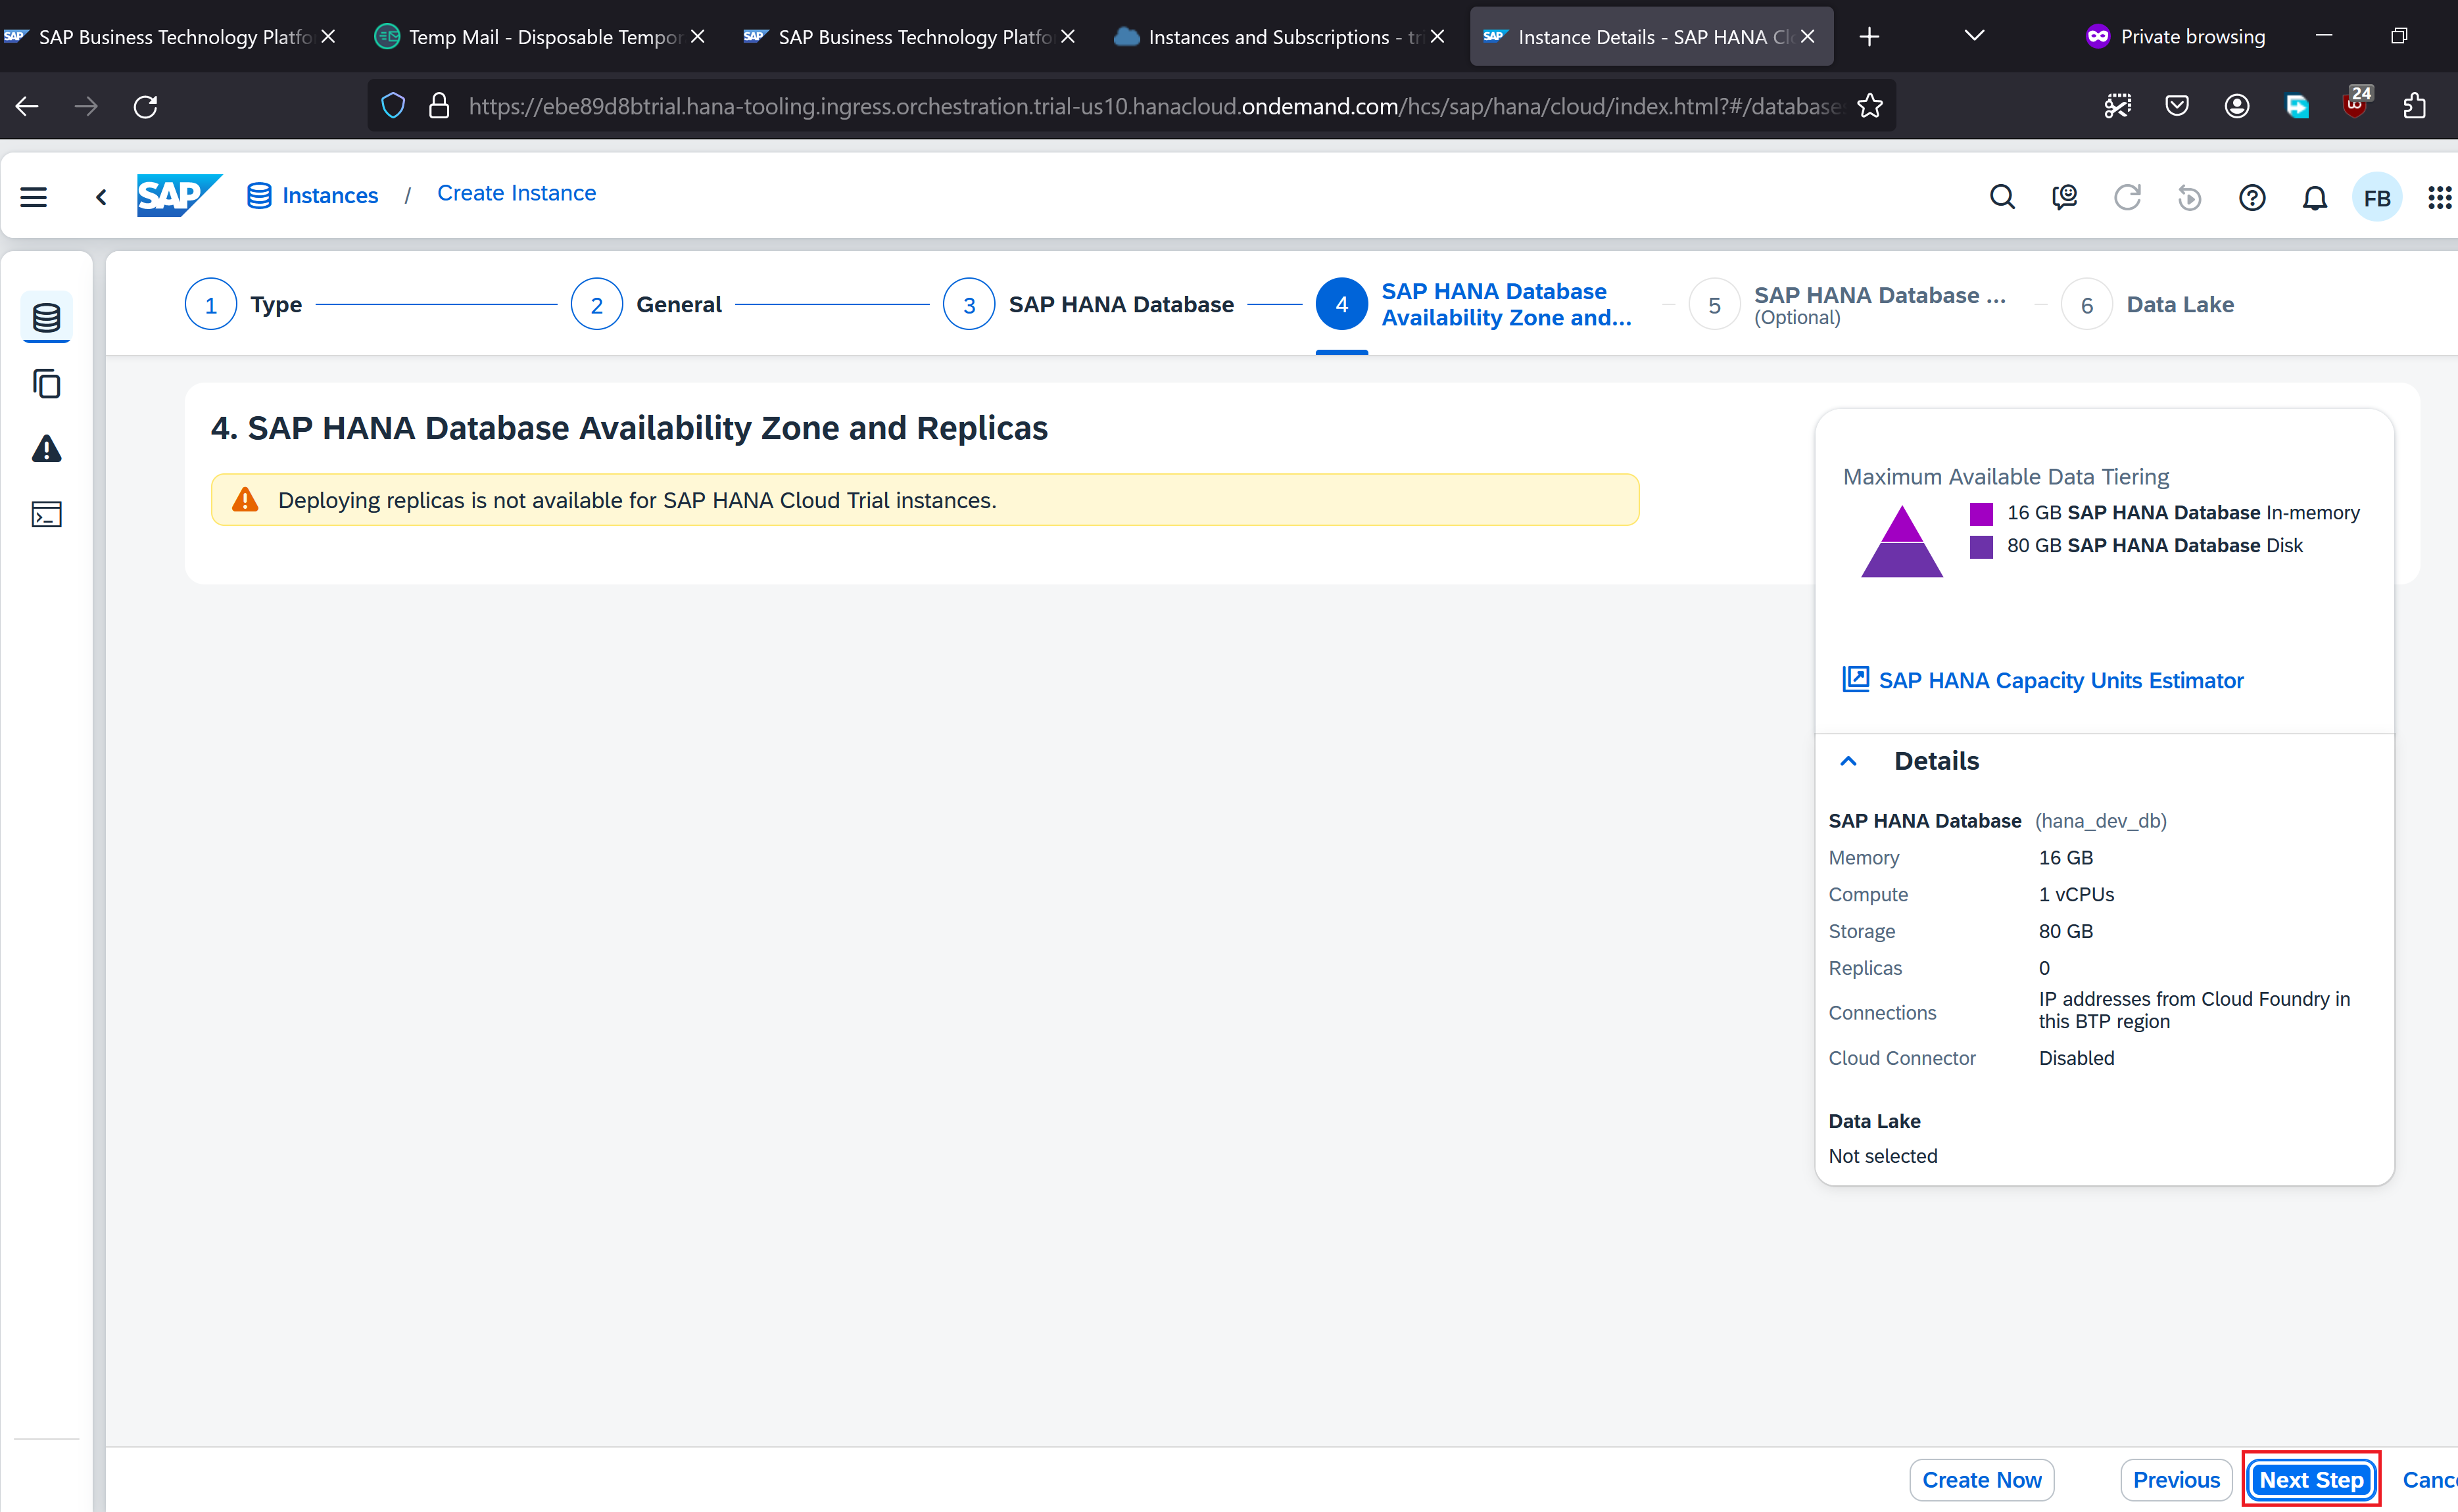 SAP Business Technology Platfo
Temp Mail - Disposable Tempor
SAP Business Technology Platfo
Instances and Subscriptions - tri
Instance Details - SAP HANA Cl
Private browsing
https://ebe89d8btrial.hana-tooling.ingress.orchestration.trial-us10.hanacloud.ondemand.com/hcs/sap/hana/cloud/index.html?#/database
24
SAP
Instances / Create Instance
FB
1 Type
2 General
3 SAP HANA Database
4 SAP HANA Database
Availability Zone and...
5 SAP HANA Database ...
(Optional)
6 Data Lake
4. SAP HANA Database Availability Zone and Replicas
Deploying replicas is not available for SAP HANA Cloud Trial instances.
Maximum Available Data Tiering
16 GB SAP HANA Database In-memory
80 GB SAP HANA Database Disk
SAP HANA Capacity Units Estimator
Details
SAP HANA Database (hana_dev_db)
Memory 16 GB
Compute 1 vCPUs
Storage 80 GB
Replicas 0
Connections IP addresses from Cloud Foundry in
this BTP region
Cloud Connector Disabled
Data Lake
Not selected
Create Now
Previous
Next Step
Canc